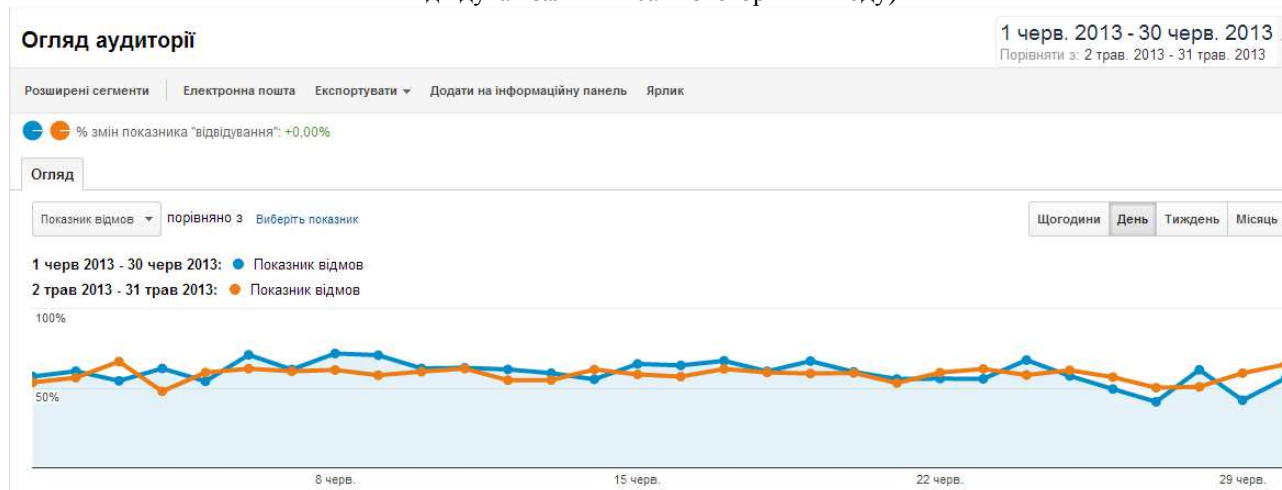 Огляд аудиторії
1 черв. 2013 - 30 черв. 2013
Порівняти з: 2 трав. 2013 - 31 трав. 2013
Розширені сегменти Електронна пошта Експортувати Додати на інформаційну панель Ярлик
% змін показника "відвідування": +0,00%
Огляд
Показник відмов порівняно з Виберіть показник
Щогодини День Тиждень Місяць
1 черв 2013 - 30 черв 2013: Показник відмов
2 трав 2013 - 31 трав 2013: Показник відмов
100%
50%
8 черв. 15 черв. 22 черв. 29 черв.